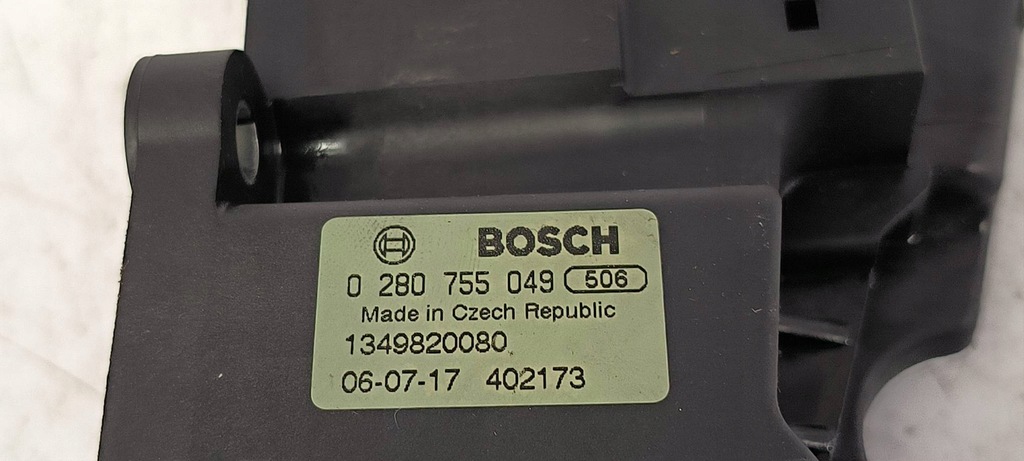 BOSCH
0 280 755 049 506
Made in Czech Republic
1349820080
06-07-17 402173